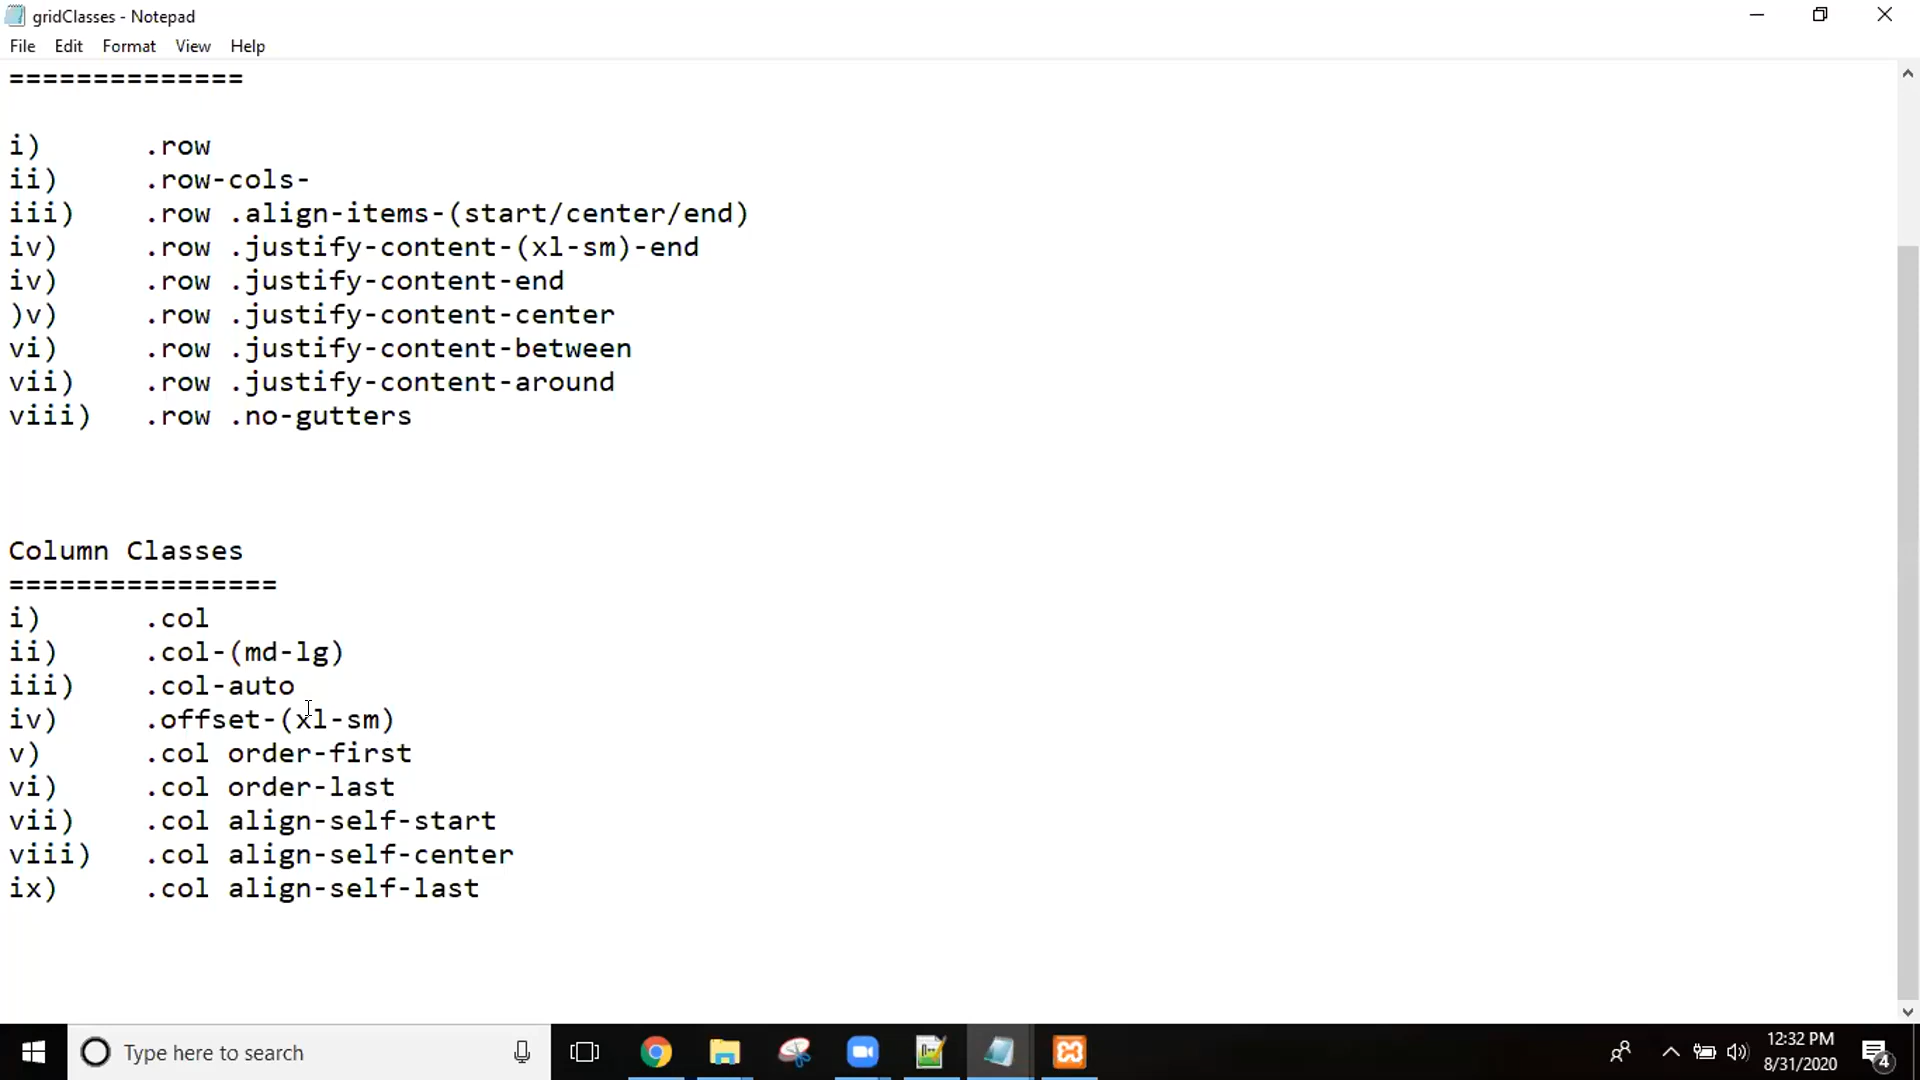 gridClasses - Notepad
File Edit Format View Help
==============
i) .row
ii) .row-cols-
iii) .row .align-items-(start/center/end)
iv) .row .justify-content-(xl-sm)-end
iv) .row .justify-content-end
)v) .row .justify-content-center
vi) .row .justify-content-between
vii) .row .justify-content-around
viii) .row .no-gutters
Column Classes
================
i) .col
ii) .col-(md-lg)
iii) .col-auto
iv) .offset-(xl-sm)
v) .col order-first
vi) .col order-last
vii) .col align-self-start
viii) .col align-self-center
ix) .col align-self-last
Type here to search
12:32 PM
8/31/2020
4